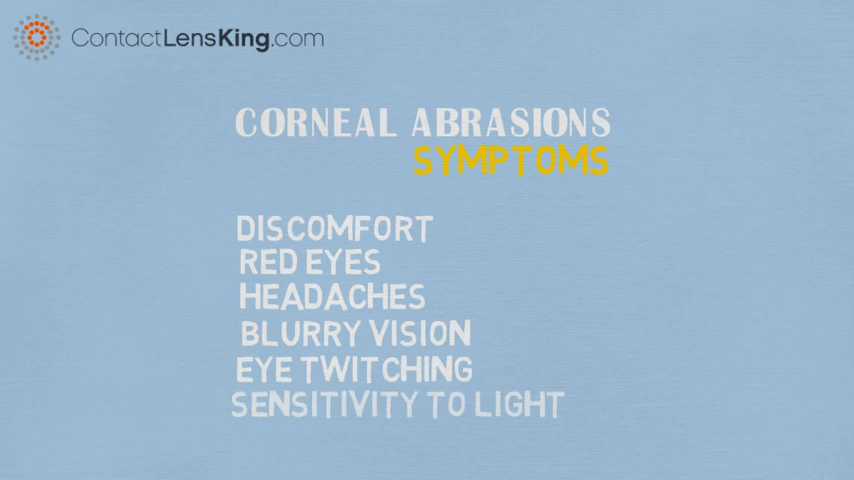 ContactLensKing.com
CORNEAL ABRASIONS
SYMPTOMS
DISCOMFORT
RED EYES
HEADACHES
BLURRY VISION
EYE TWITCHING
SENSITIVITY TO LIGHT